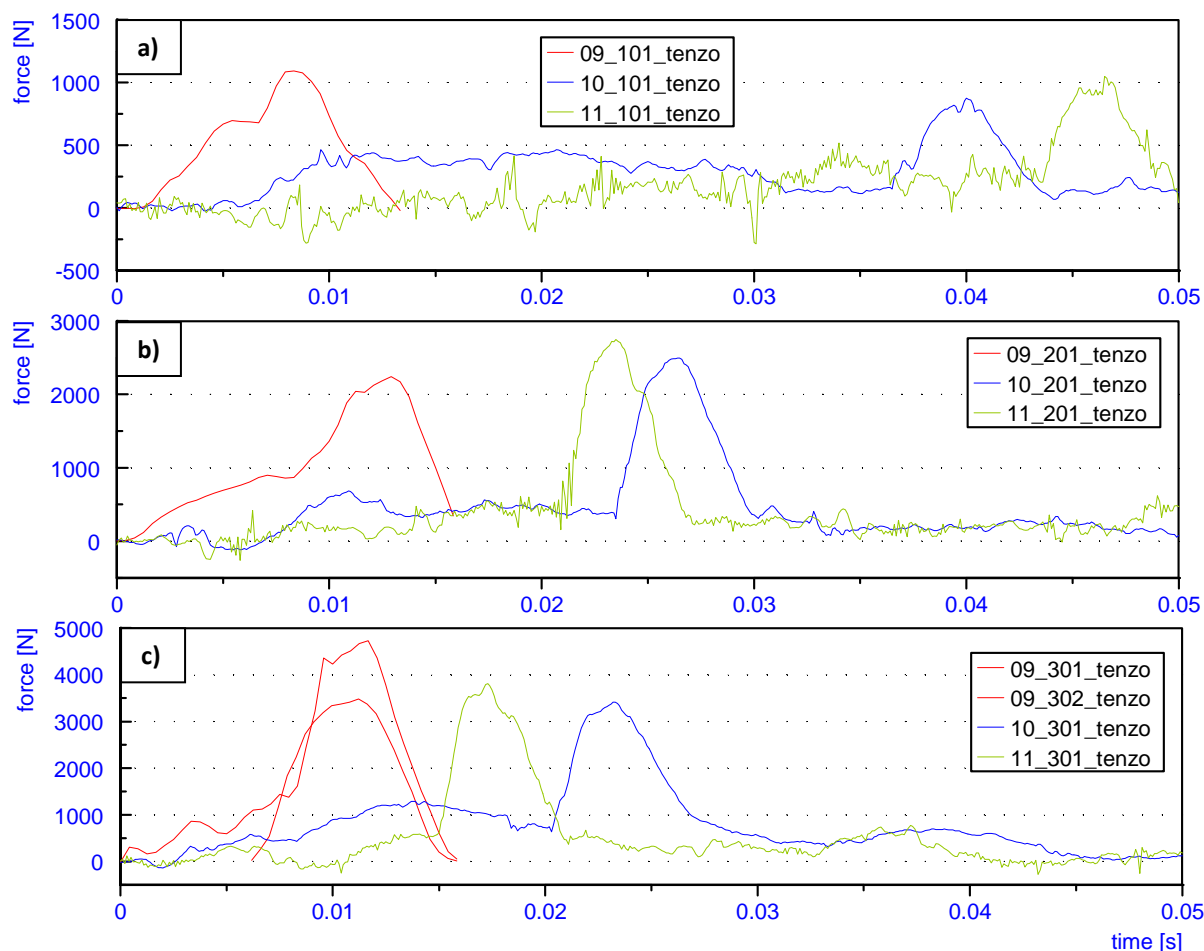 a)
force [N]
1500
1000
500
0
-500
09_101_tenzo
10_101_tenzo
11_101_tenzo
0 0.01 0.02 0.03 0.04 0.05
b)
force [N]
3000
2000
1000
0
09_201_tenzo
10_201_tenzo
11_201_tenzo
0 0.01 0.02 0.03 0.04 0.05
c)
force [N]
5000
4000
3000
2000
1000
0
09_301_tenzo
09_302_tenzo
10_301_tenzo
11_301_tenzo
0 0.01 0.02 0.03 0.04 0.05
time [s]